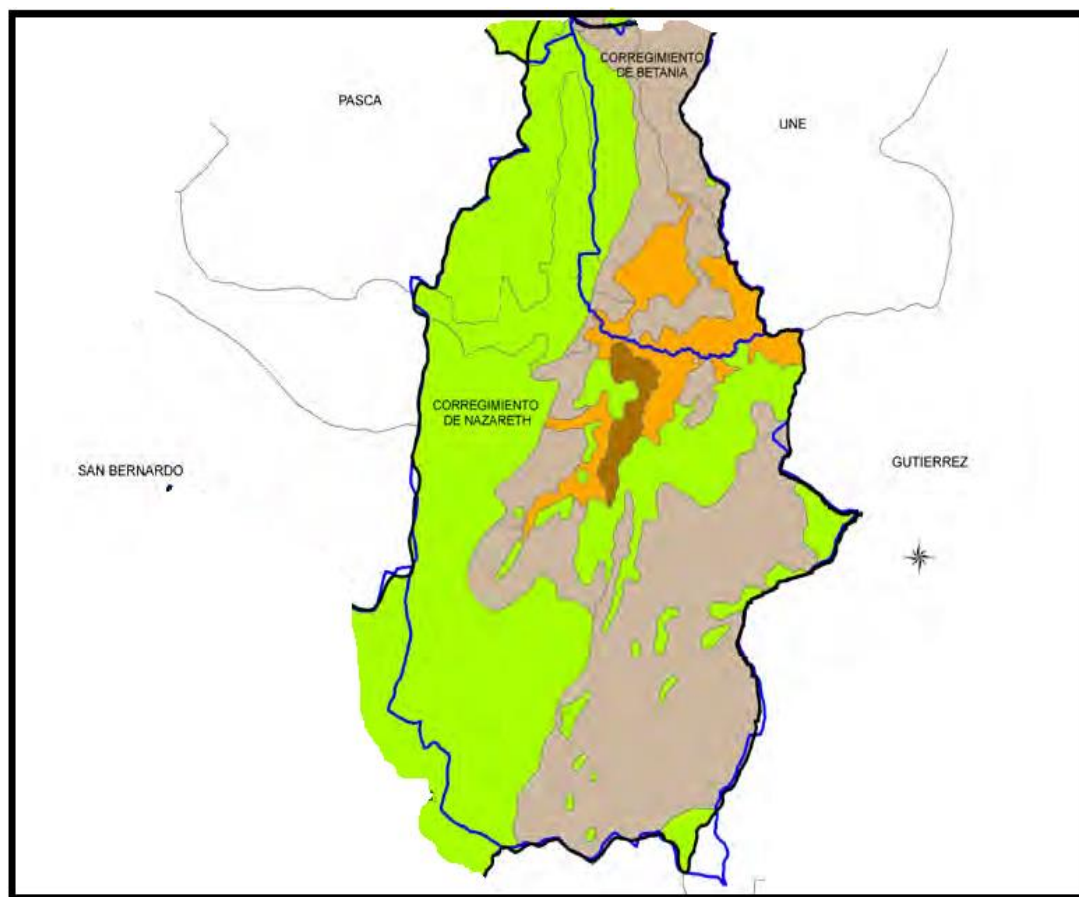 CORREGIMIENTO
DE BETANIA
PASCA
UNE
CORREGIMIENTO
DE NAZARETH
SAN BERNARDO
GUTIERREZ